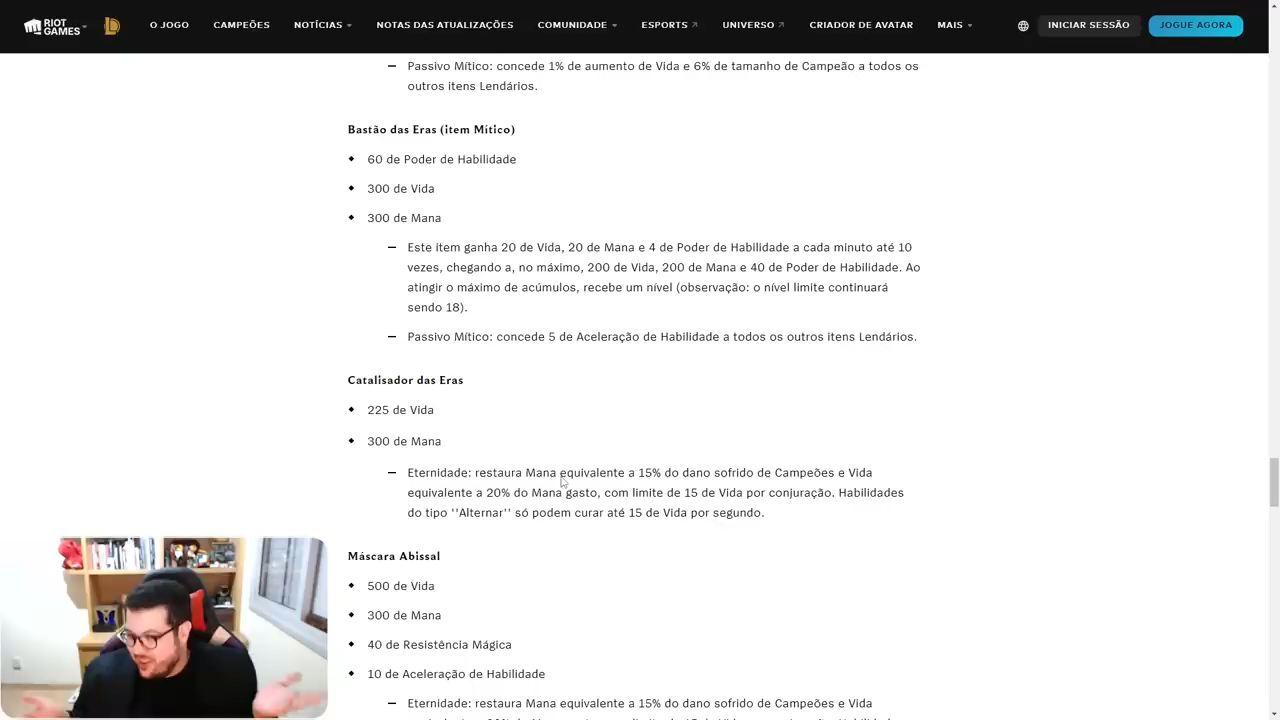 RIOT GAMES
O JOGO CAMPEÕES NOTÍCIAS NOTAS DAS ATUALIZAÇÕES COMUNIDADE ESPORTS UNIVERSO CRIADOR DE AVATAR MAIS INICIAR SESSÃO JOGUE AGORA
Passivo Mítico: concede 1% de aumento de Vida e 6% de tamanho de Campeão a todos os
outros itens Lendários.
Bastão das Eras (item Mítico)
60 de Poder de Habilidade
300 de Vida
300 de Mana
Este item ganha 20 de Vida, 20 de Mana e 4 de Poder de Habilidade a cada minuto até 10
vezes, chegando a, no máximo, 200 de Vida, 200 de Mana e 40 de Poder de Habilidade. Ao
atingir o máximo de acúmulos, recebe um nível (observação: o nível limite continuará
sendo 18).
Passivo Mítico: concede 5 de Aceleração de Habilidade a todos os outros itens Lendários.
Catalisador das Eras
225 de Vida
300 de Mana
Eternidade: restaura Mana equivalente a 15% do dano sofrido de Campeões e Vida
equivalente a 20% do Mana gasto, com limite de 15 de Vida por conjuração. Habilidades
do tipo ''Alternar'' só podem curar até 15 de Vida por segundo.
Máscara Abissal
500 de Vida
300 de Mana
40 de Resistência Mágica
10 de Aceleração de Habilidade
Eternidade: restaura Mana equivalente a 15% do dano sofrido de Campeões e Vida